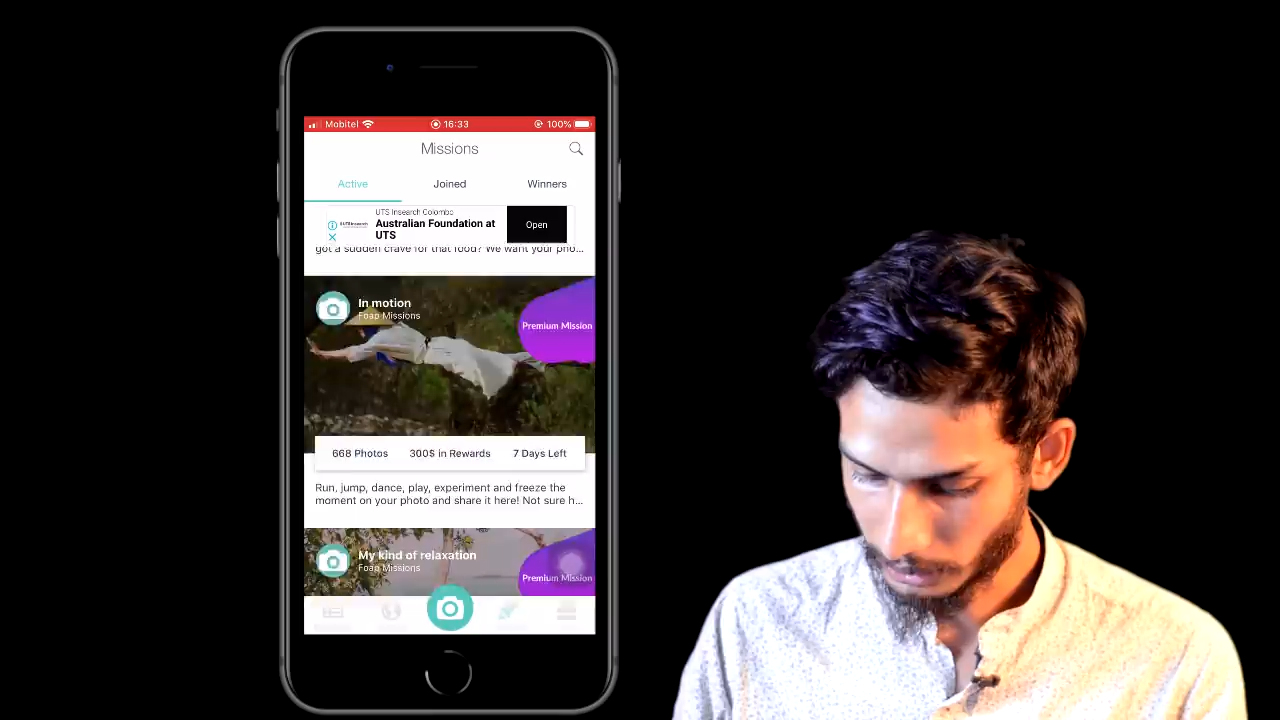 Mobitel 16:33 100%
Missions
Active Joined Winners
UTS Insearch Colombo
Australian Foundation at
UTS
Open
got a sudden crave for that food? We want your pho...
In motion
Foap Missions
Premium Mission
668 Photos 300$ in Rewards 7 Days Left
Run, jump, dance, play, experiment and freeze the
moment on your photo and share it here! Not sure h...
My kind of relaxation
Foap Missions
Premium Mission